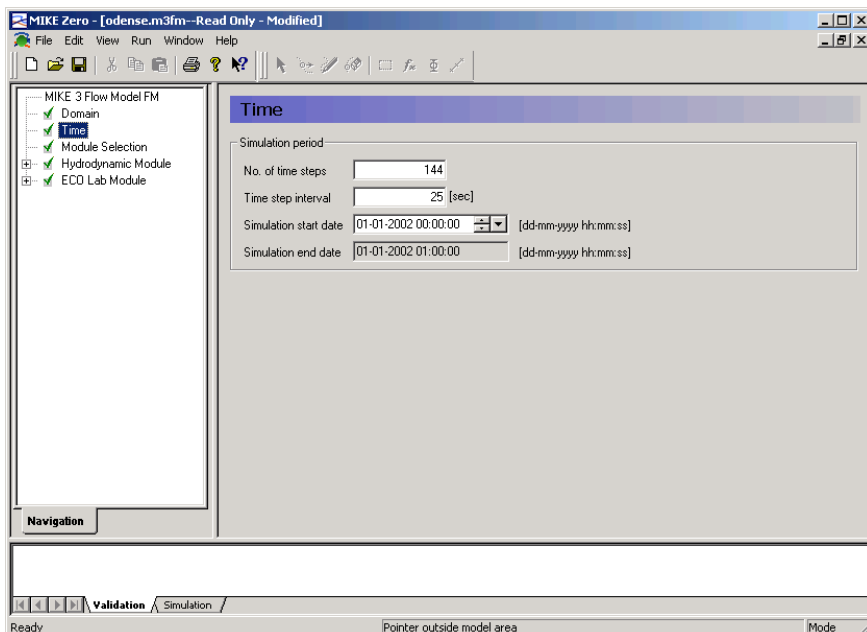 MIKE Zero - [odense.m3fm--Read Only - Modified]
File Edit View Run Window Help
MIKE 3 Flow Model FM
Domain
Time
Module Selection
Hydrodynamic Module
ECO Lab Module
Navigation
Time
Simulation period
No. of time steps 144
Time step interval 25 [sec]
Simulation start date 01-01-2002 00:00:00 [dd-mm-yyyy hh:mm:ss]
Simulation end date 01-01-2002 01:00:00 [dd-mm-yyyy hh:mm:ss]
Validation Simulation
Ready Pointer outside model area Mode